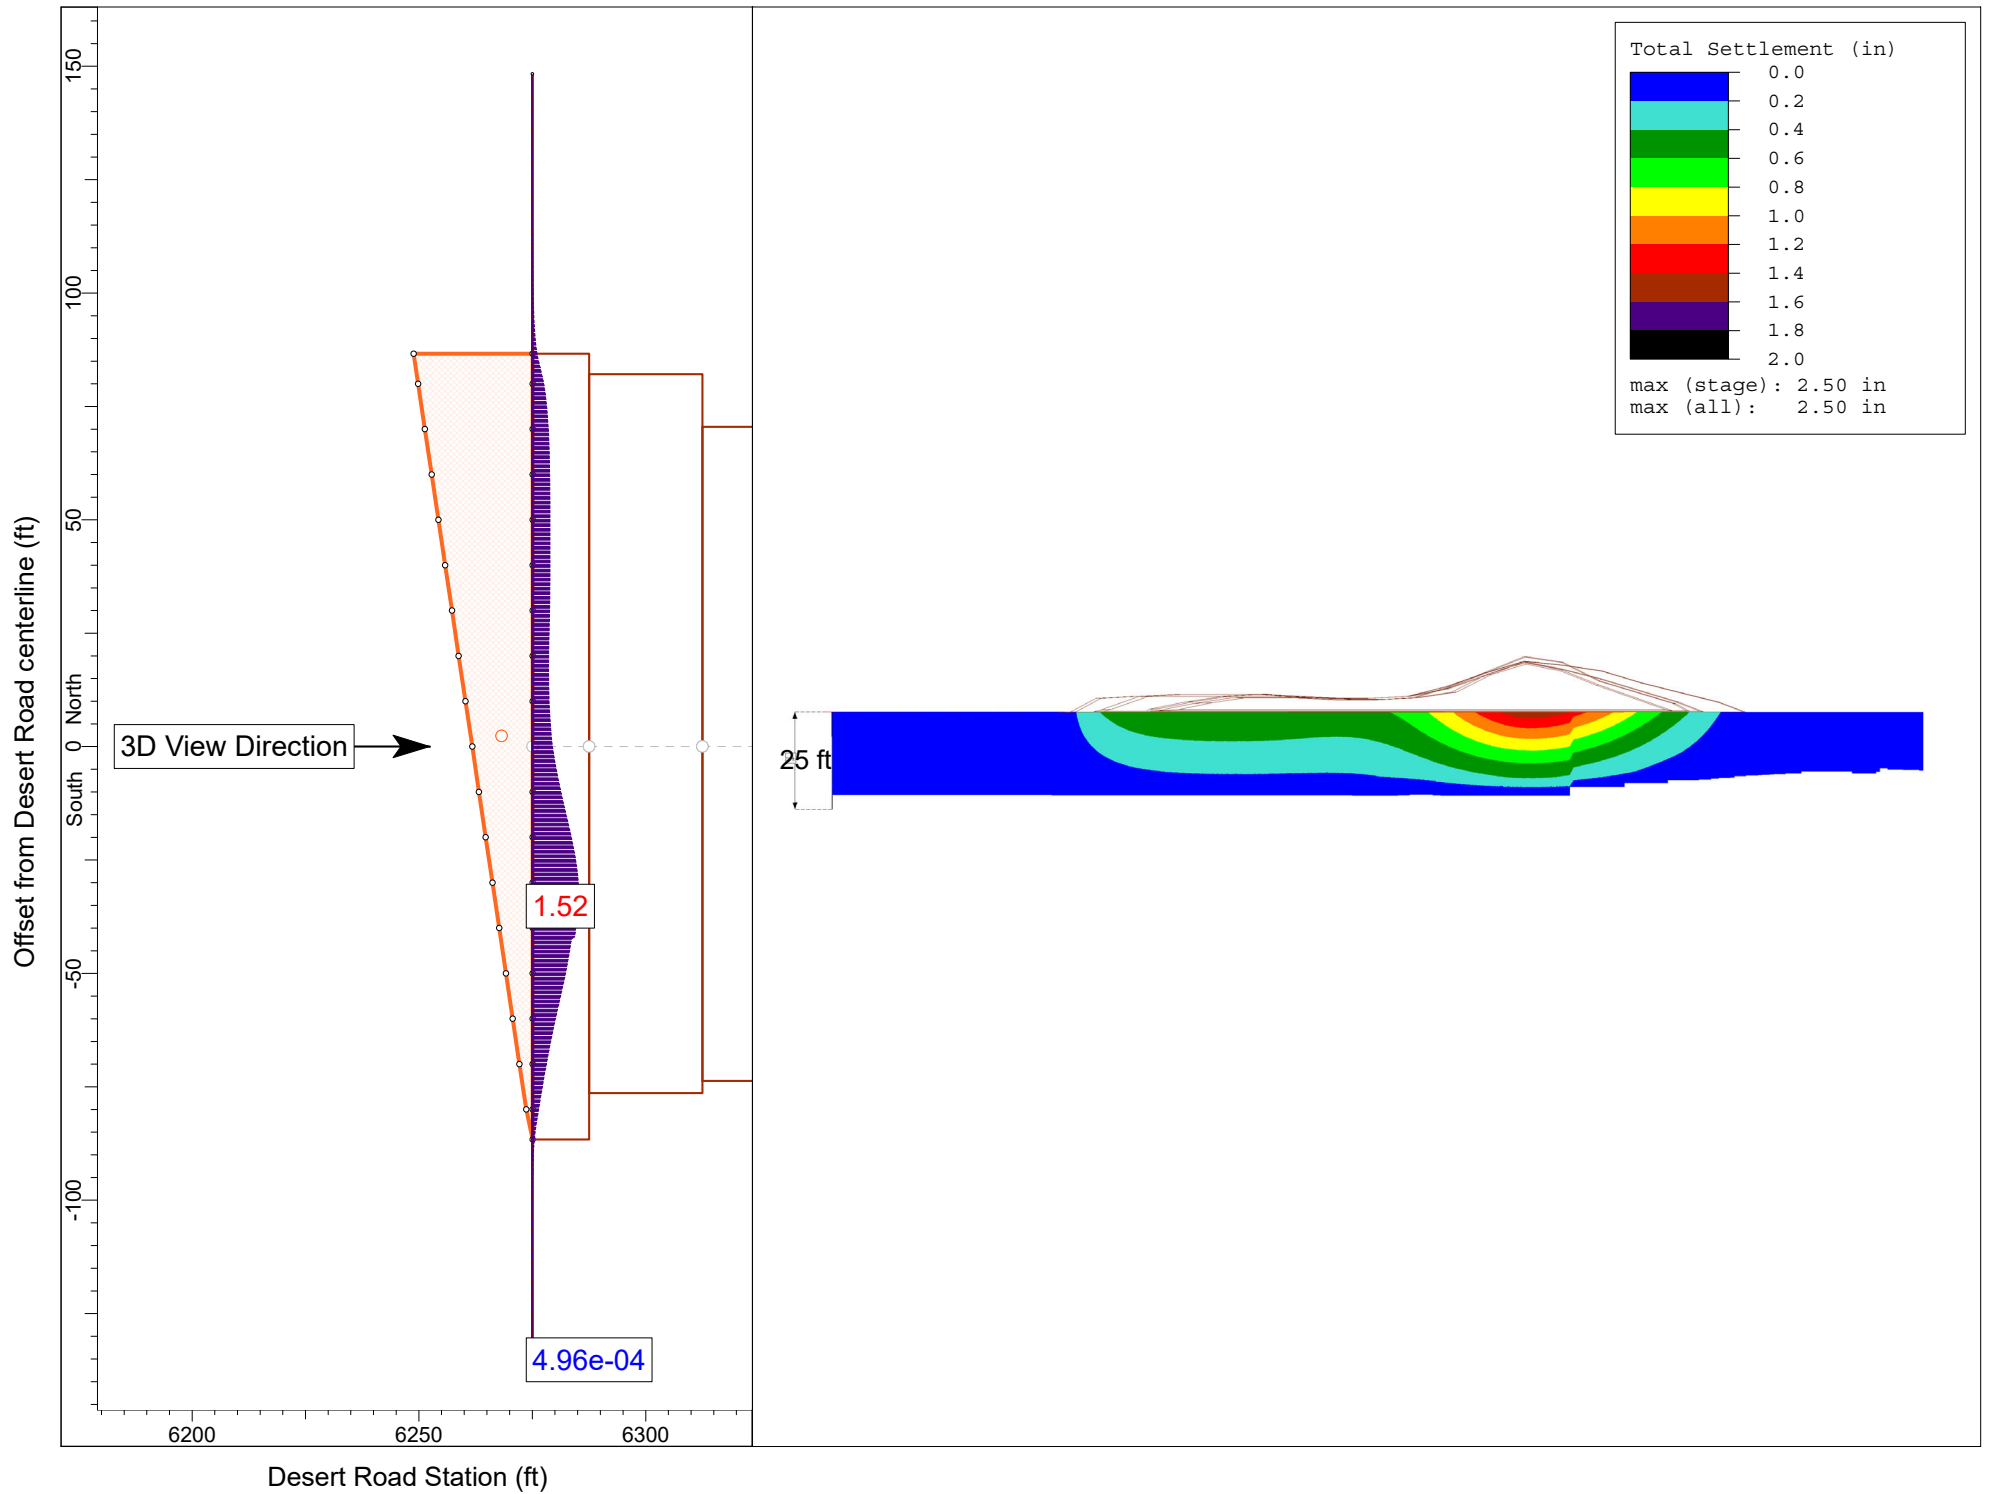 Offset from Desert Road centerline (ft)
150
100
50
North
0
South
-50
-100
3D View Direction
1.52
4.96e-04
6200
6250
6300
Desert Road Station (ft)
25 ft
Total Settlement (in)
0.0
0.2
0.4
0.6
0.8
1.0
1.2
1.4
1.6
1.8
2.0
max (stage): 2.50 in
max (all): 2.50 in